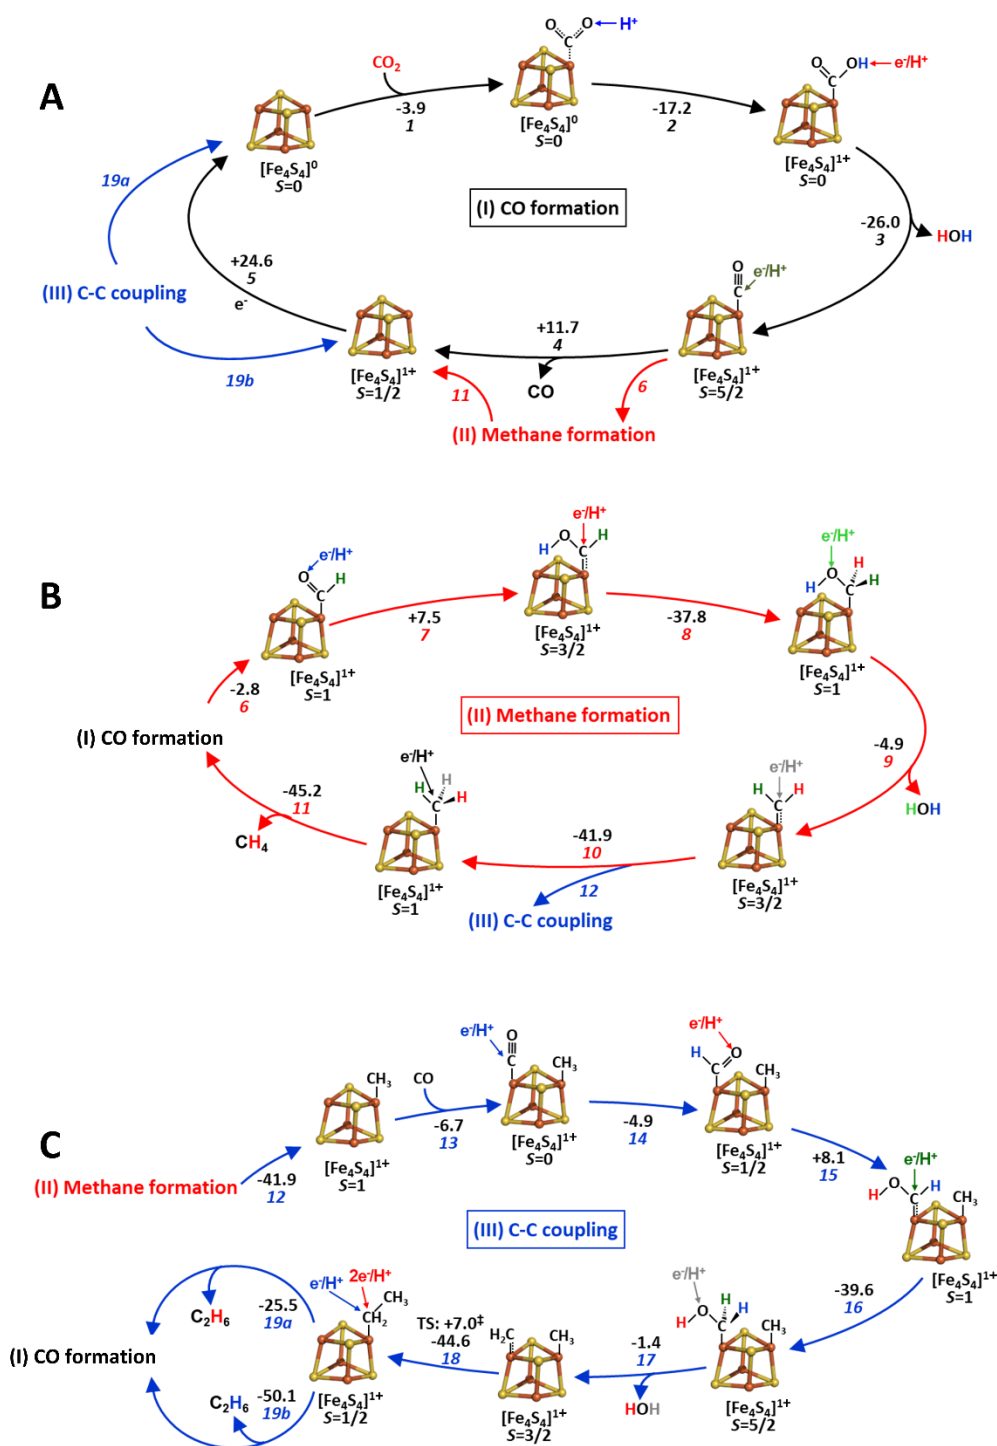 A
CO₂
-3.9
1
[Fe₄S₄]⁰
S=0
O
O
C
H⁺
[Fe₄S₄]⁰
S=0
-17.2
2
O
OH
C
e⁻/H⁺
[Fe₄S₄]¹⁺
S=0
19a
(I) CO formation
-26.0
3
HOH
(III) C-C coupling
+24.6
5
e⁻
O
C
e⁻/H⁺
+11.7
4
CO
[Fe₄S₄]¹⁺
S=1/2
[Fe₄S₄]¹⁺
S=5/2
19b
11
6
(II) Methane formation
B
e⁻/H⁺
O
H
C
[Fe₄S₄]¹⁺
S=1
+7.5
7
e⁻/H⁺
O
H
H
C
[Fe₄S₄]¹⁺
S=3/2
-37.8
8
e⁻/H⁺
O
H
H
C
H
[Fe₄S₄]¹⁺
S=1
-2.8
6
(II) Methane formation
(I) CO formation
-4.9
9
HOH
-45.2
11
CH₄
e⁻/H⁺
H
H
H
C
[Fe₄S₄]¹⁺
S=1
-41.9
10
12
(III) C-C coupling
e⁻/H⁺
H
H
C
[Fe₄S₄]¹⁺
S=3/2
C
(II) Methane formation
-41.9
12
CH₃
[Fe₄S₄]¹⁺
S=1
CO
-6.7
13
e⁻/H⁺
O
C
CH₃
[Fe₄S₄]¹⁺
S=0
-4.9
14
e⁻/H⁺
H
O
C
CH₃
[Fe₄S₄]¹⁺
S=1/2
+8.1
15
e⁻/H⁺
O
H
H
C
CH₃
[Fe₄S₄]¹⁺
S=1
(III) C-C coupling
-39.6
16
e⁻/H⁺
O
H
H
H
C
CH₃
[Fe₄S₄]¹⁺
S=5/2
-1.4
17
HOH
H₂C
CH₃
[Fe₄S₄]¹⁺
S=3/2
TS: +7.0‡
-44.6
18
e⁻/H⁺
2e⁻/H⁺
CH₃
CH₂
[Fe₄S₄]¹⁺
S=1/2
C₂H₆
-25.5
19a
(I) CO formation
C₂H₆
-50.1
19b